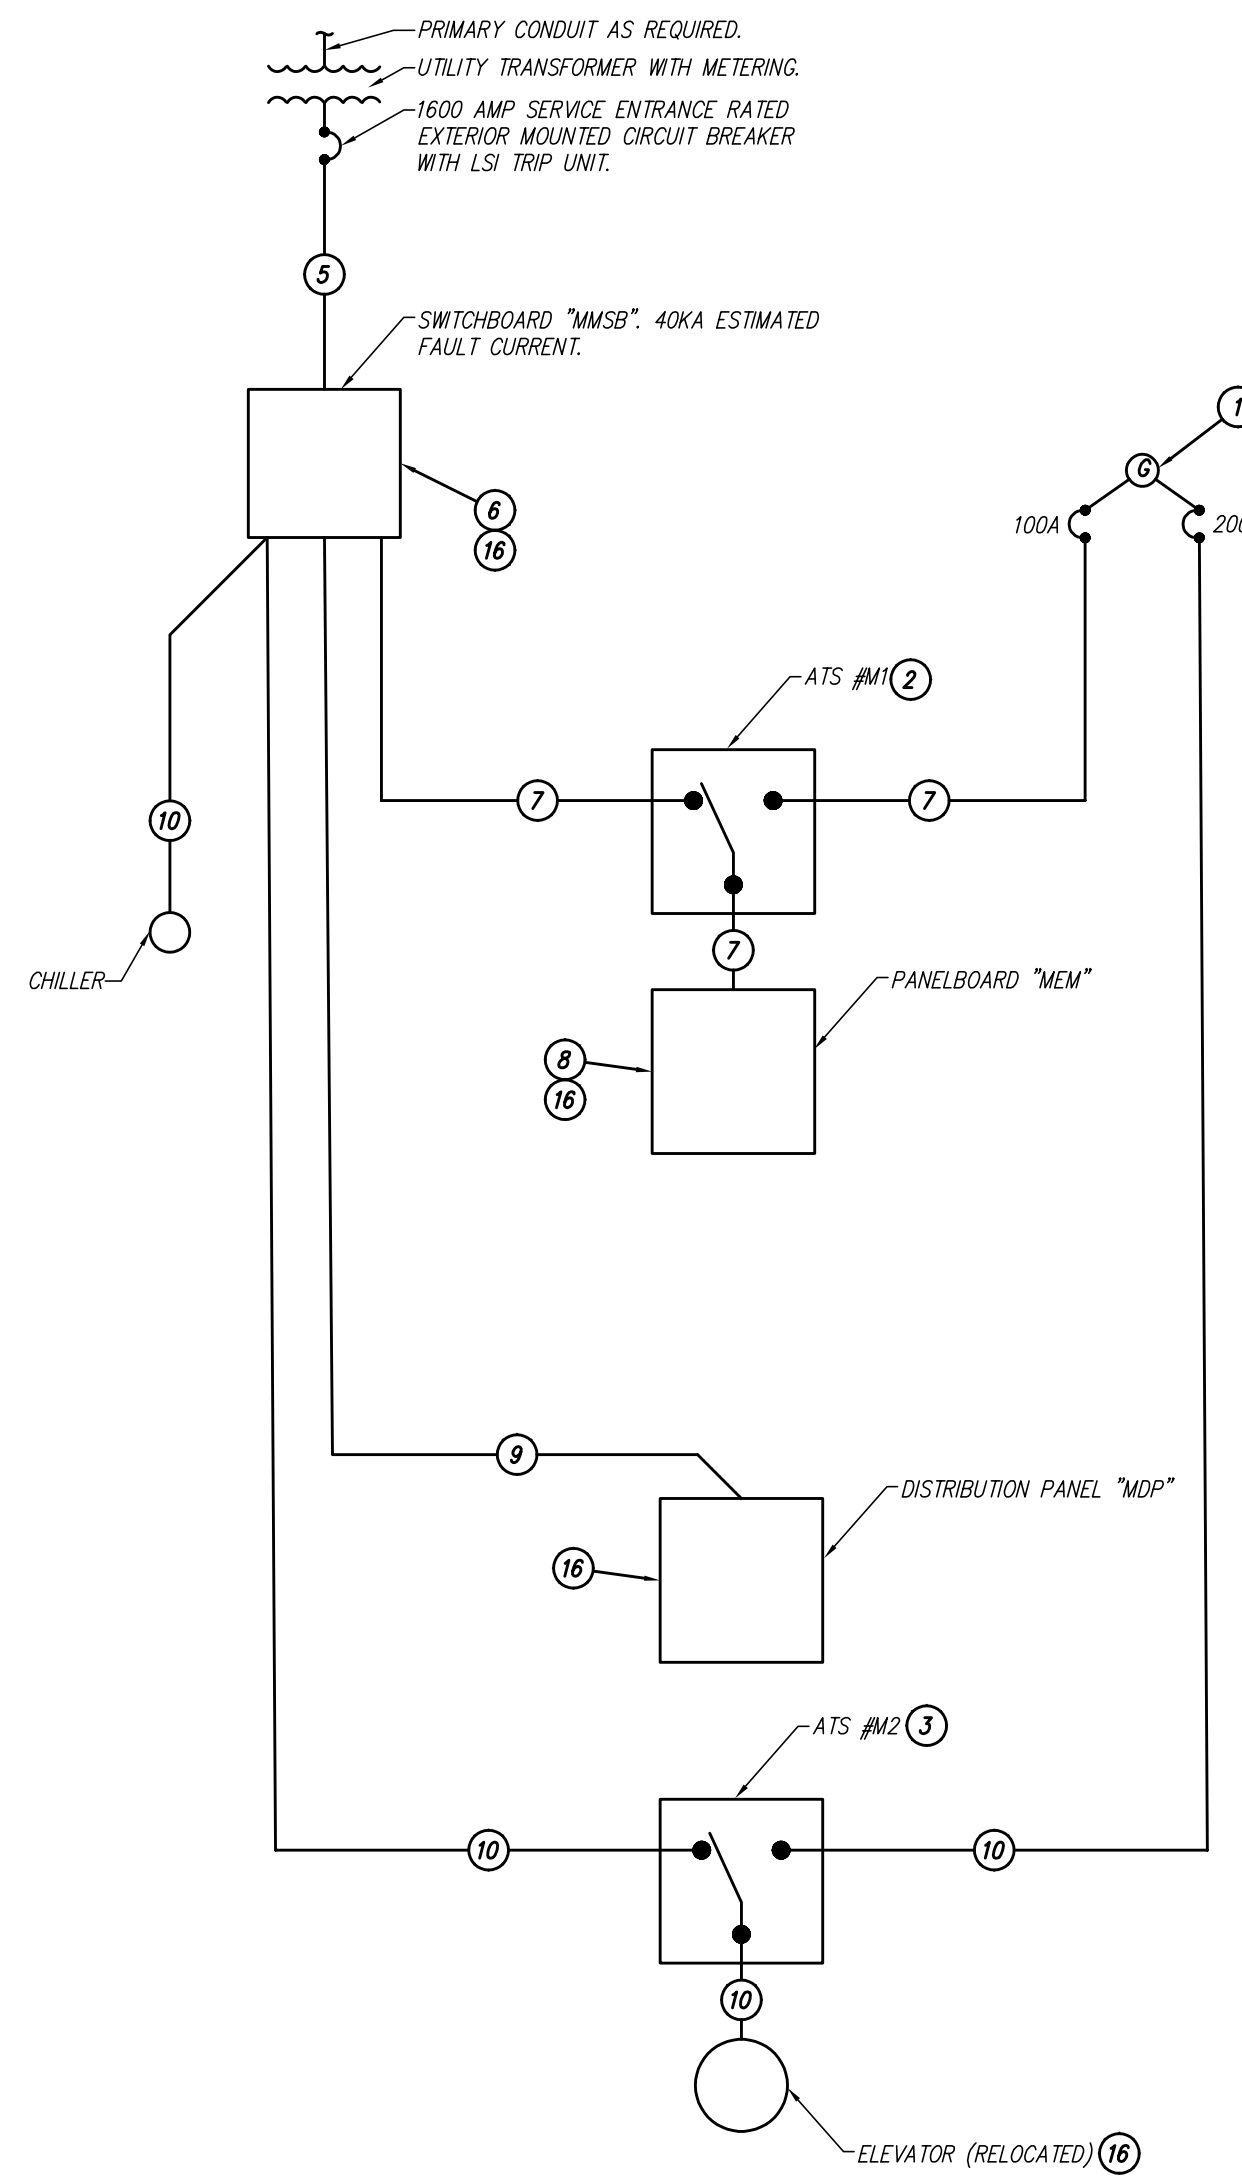 PRIMARY CONDUIT AS REQUIRED.
UTILITY TRANSFORMER WITH METERING.
1600 AMP SERVICE ENTRANCE RATED
EXTERIOR MOUNTED CIRCUIT BREAKER
WITH LSI TRIP UNIT.
5
SWITCHBOARD "MMSB". 40KA ESTIMATED
FAULT CURRENT.
6
16
1
G
100A
ATS #M1 2
7
7
10
7
CHILLER
PANELBOARD "MEM"
8
16
9
DISTRIBUTION PANEL "MDP"
16
ATS #M2 3
10
10
10
ELEVATOR (RELOCATED) 16